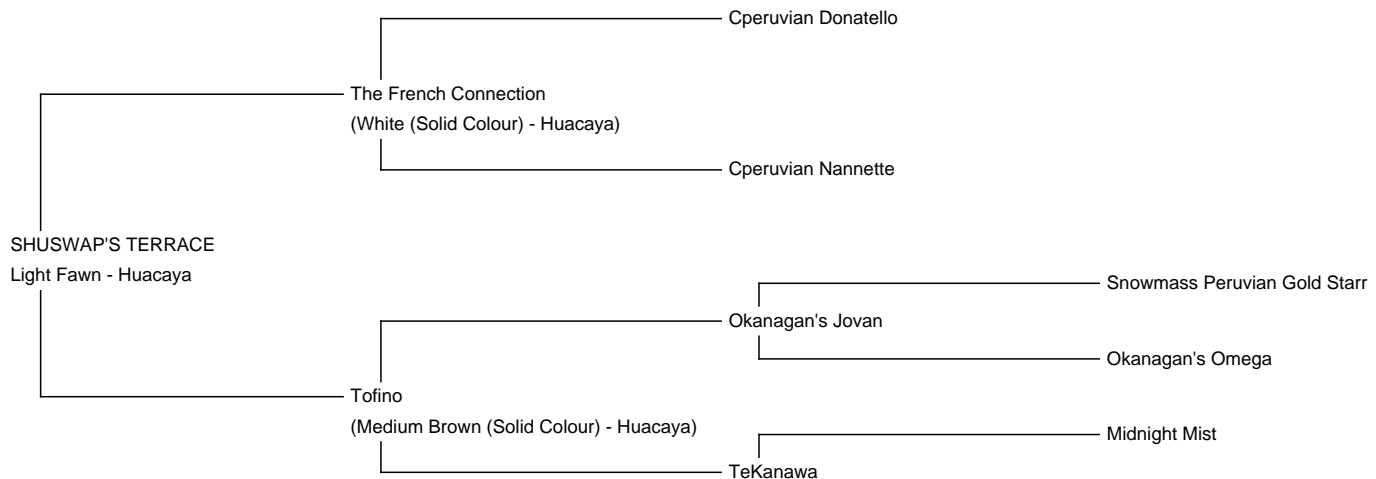 Cperuvian Donatello
The French Connection
(White (Solid Colour) - Huacaya)
Cperuvian Nannette
SHUSWAP'S TERRACE
Light Fawn - Huacaya
Snowmass Peruvian Gold Starr
Okanagan's Jovan
Okanagan's Omega
Tofino
(Medium Brown (Solid Colour) - Huacaya)
Midnight Mist
TeKanawa